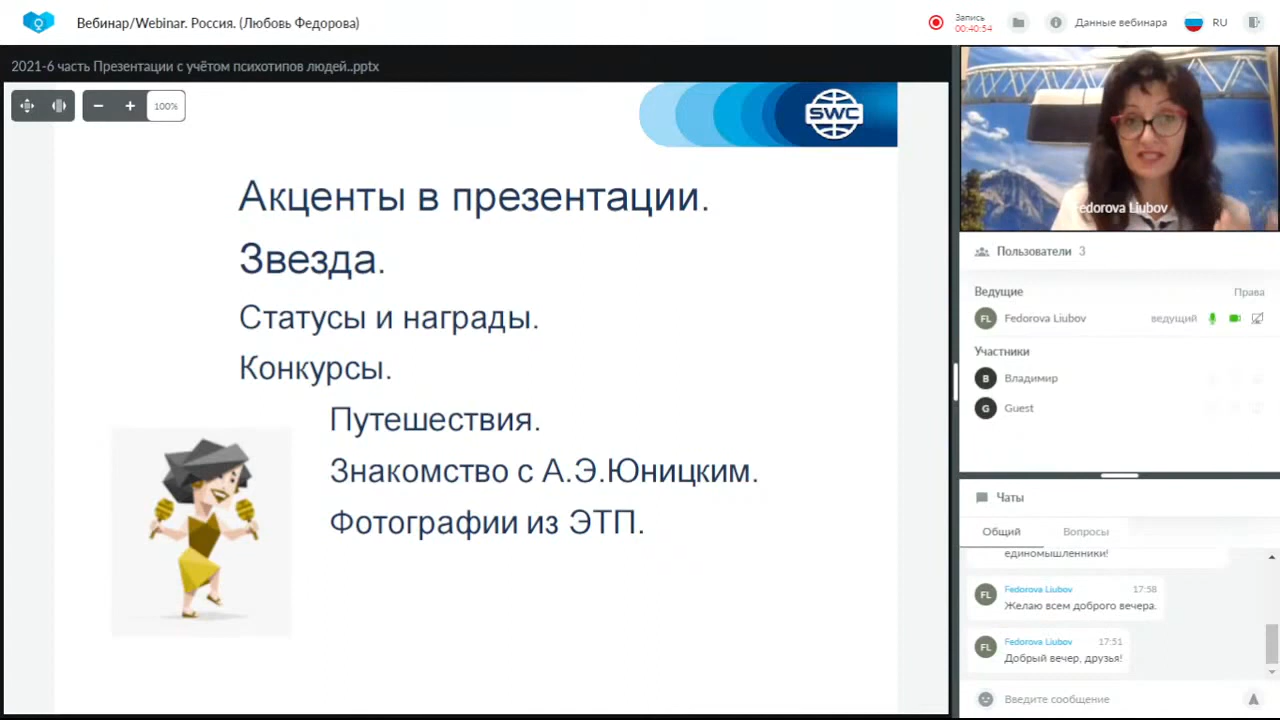 Вебинар/Webinar. Россия. (Любовь Федорова)
Запись
00:40:54
Данные вебинара
RU
2021-6 часть Презентации с учётом психотипов людей..pptx
100%
SWC
Акценты в презентации.
Звезда.
Статусы и награды.
Конкурсы.
Путешествия.
Знакомство с А.Э.Юницким.
Фотографии из ЭТП.
Fedorova Liubov
Пользователи 3
Ведущие
Права
FL Fedorova Liubov ведущий
Участники
В Владимир
G Guest
Чаты
Общий
Вопросы
единомышленники!
FL Fedorova Liubov 17:58
Желаю всем доброго вечера.
FL Fedorova Liubov 17:51
Добрый вечер, друзья!
Введите сообщение